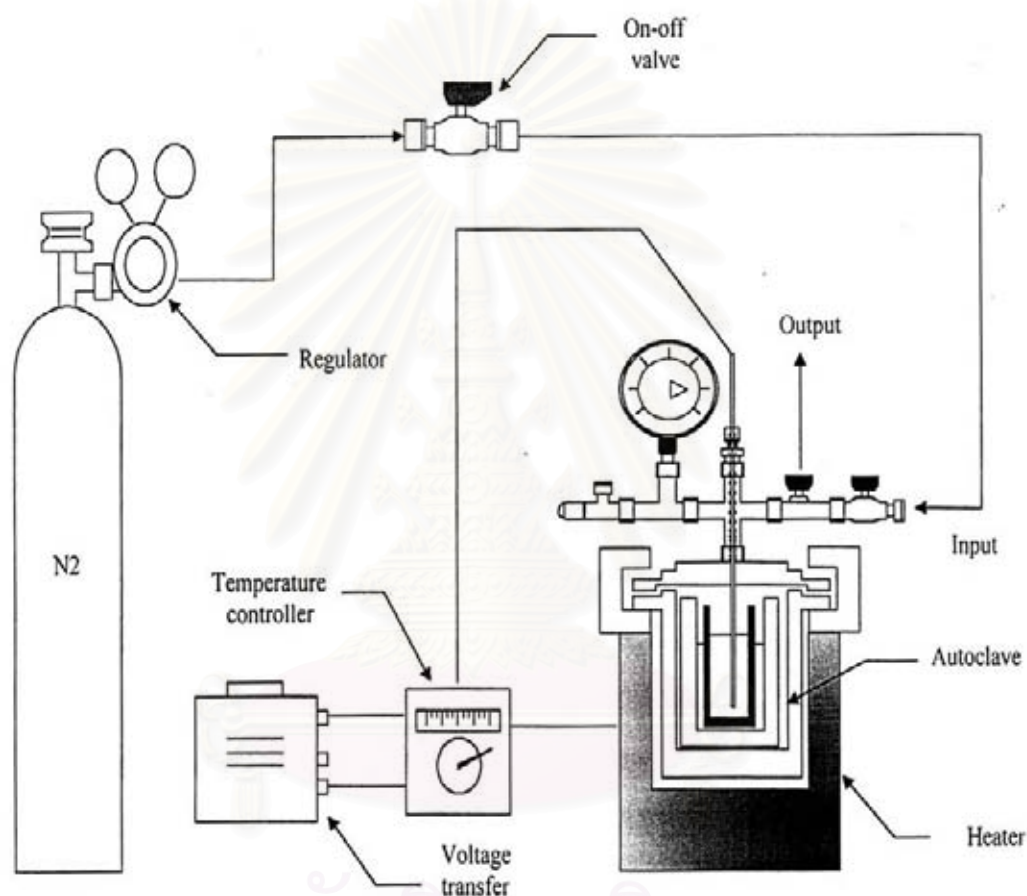 On-off
valve
Regulator
Output
N2
Input
Temperature
controller
Autoclave
Heater
Voltage
transfer